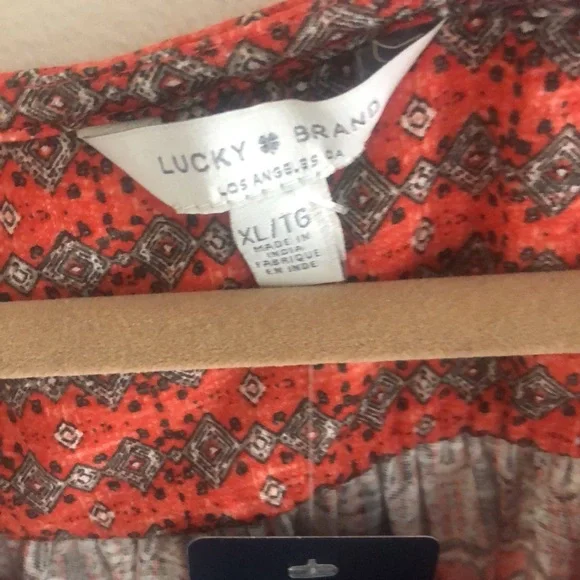 LUCKY BRAND
LOS ANGELES CA
XL/TG
MADE IN
INDIA
FABRIQUE
EN INDE